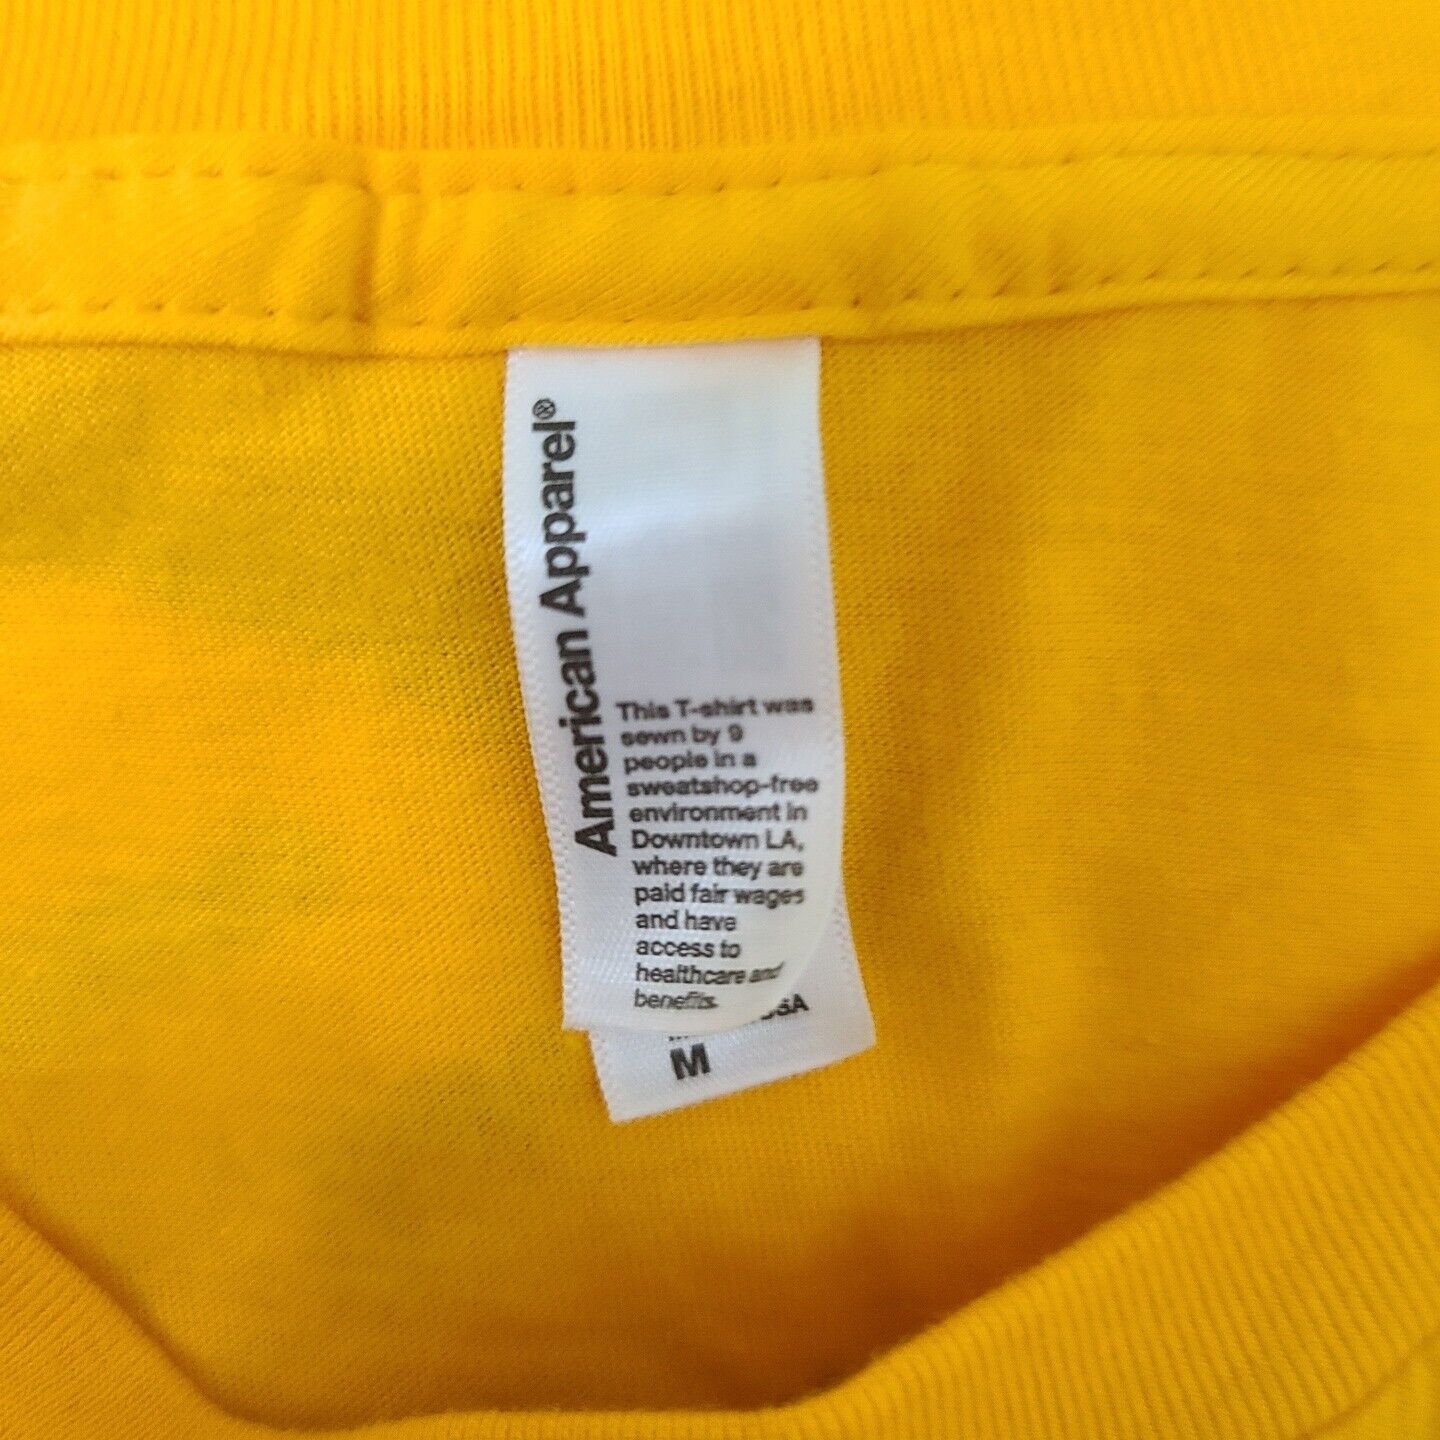 American Apparel®
This T-shirt was
sewn by 9
people in a
sweatshop-free
environment in
Downtown LA,
where they are
paid fair wages
and have
access to
healthcare and
benefits.
M